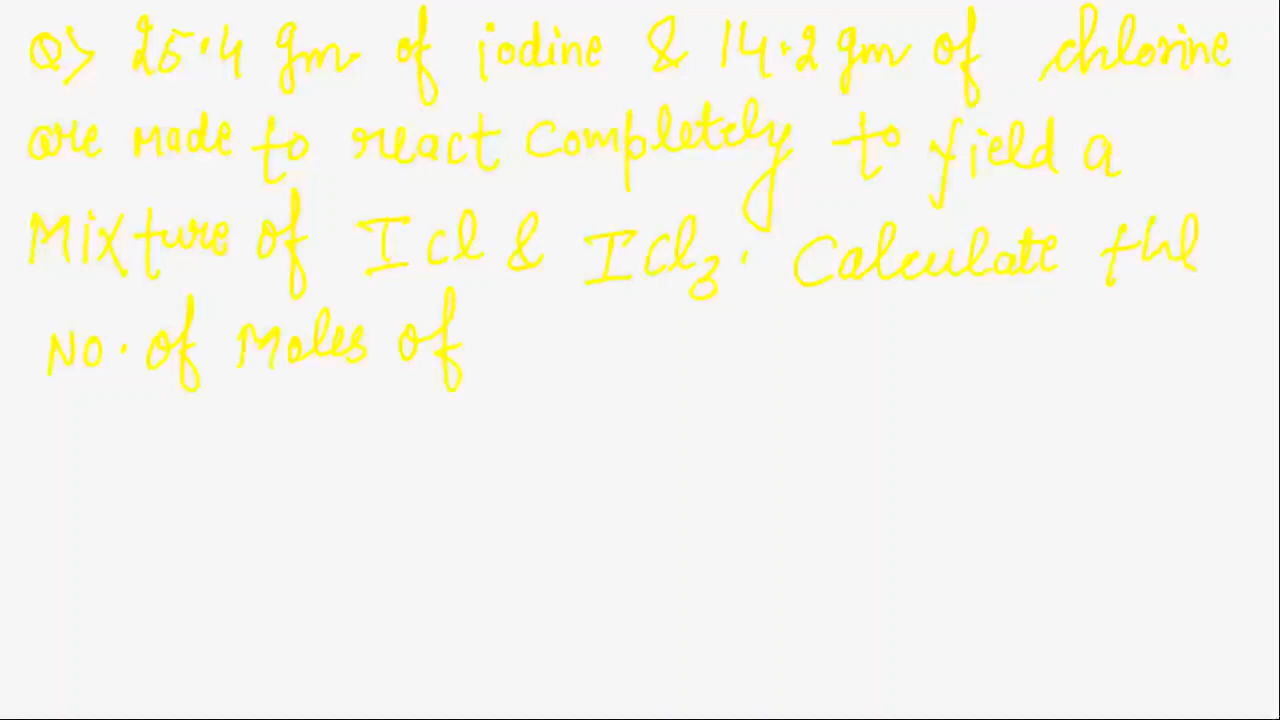 Q> 25.4 gm of iodine & 14.2 gm of chlorine
are made to react completely to yield a
Mixture of ICl & ICl3. Calculate the
No. of Moles of